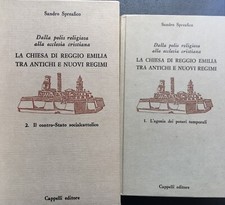 Sandro Spreafico
Dalla polis religiosa
alla ecclesia cristiana
LA CHIESA DI REGGIO EMILIA
TRA ANTICHI E NUOVI REGIMI
2. Il contro-Stato socialcattolico
Cappelli editore
Sandro Spreafico
Dalla polis religiosa
alla ecclesia cristiana
LA CHIESA DI REGGIO EMILIA
TRA ANTICHI E NUOVI REGIMI
1. L'agonia dei poteri temporali
Cappelli editore